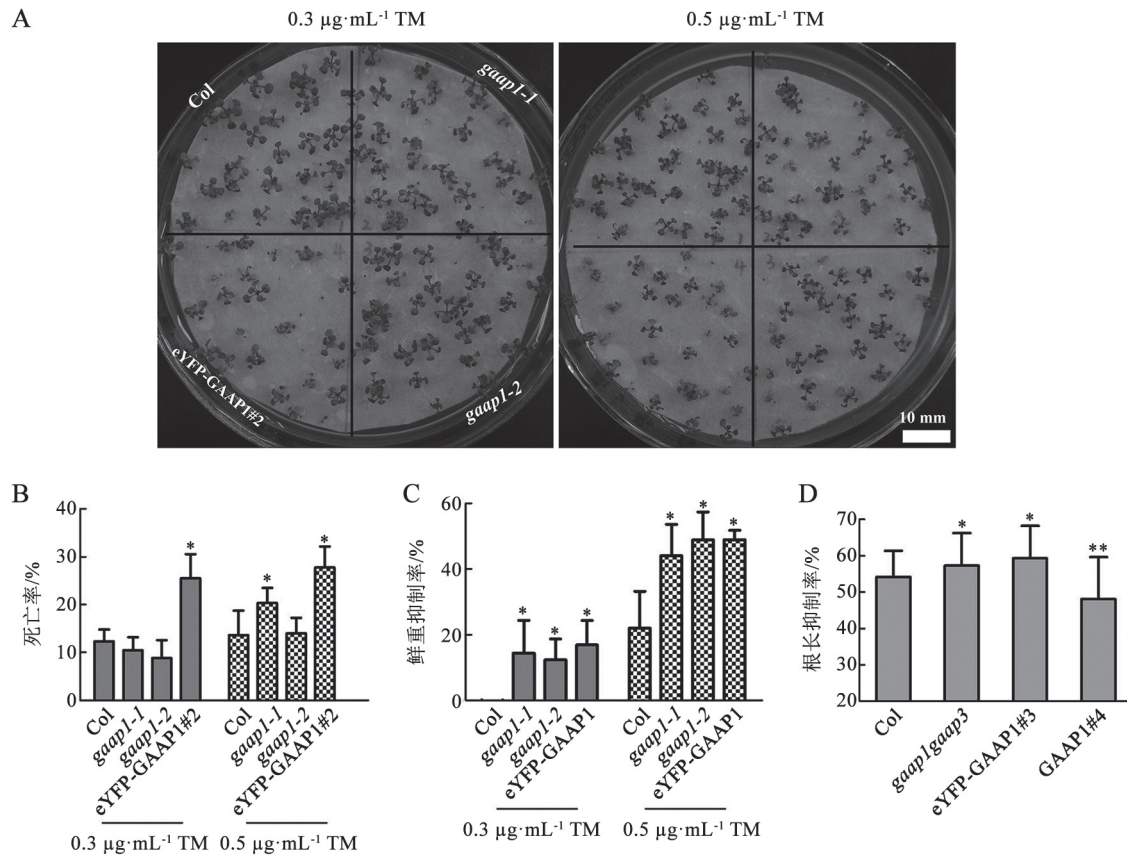 A
0.3 μg·mL⁻¹ TM
0.5 μg·mL⁻¹ TM
Col
gaap1-1
eYFP-GAAP1#2
gaap1-2
10 mm
B
死亡率/%
40
30
20
10
0
Col
gaap1-1
gaap1-2
eYFP-GAAP1#2
Col
gaap1-1
gaap1-2
eYFP-GAAP1#2
0.3 μg·mL⁻¹ TM
0.5 μg·mL⁻¹ TM
*
*
*
C
鲜重抑制率/%
60
40
20
0
Col
gaap1-1
gaap1-2
eYFP-GAAP1
Col
gaap1-1
gaap1-2
eYFP-GAAP1
0.3 μg·mL⁻¹ TM
0.5 μg·mL⁻¹ TM
*
*
*
*
*
*
D
根长抑制率/%
70
60
50
40
30
20
Col
gaap1gaap3
eYFP-GAAP1#3
GAAP1#4
*
*
**